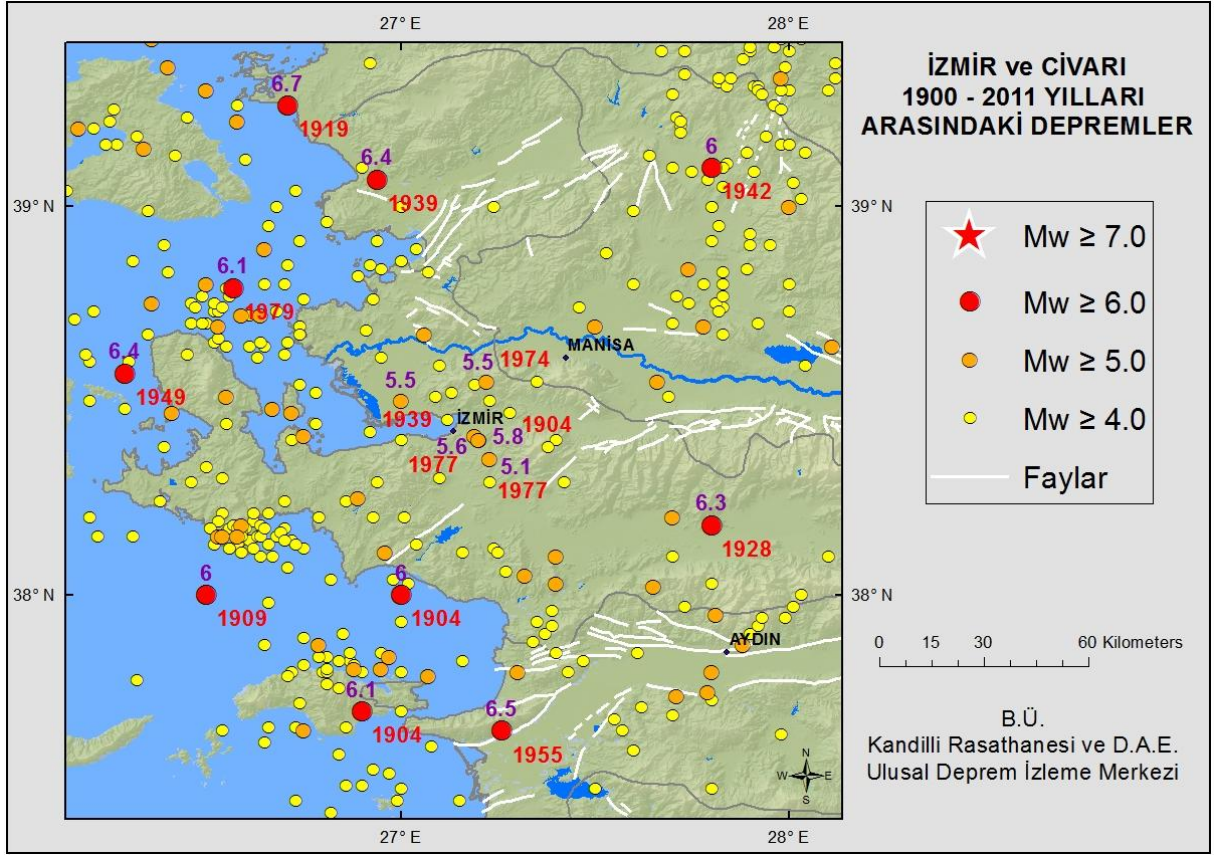 27° E
28° E
İZMİR ve CİVARI
1900 - 2011 YILLARI
ARASINDAKİ DEPREMLER
6.7
1919
6.4
1939
6
1942
39° N
39° N
Mw ≥ 7.0
Mw ≥ 6.0
Mw ≥ 5.0
Mw ≥ 4.0
Faylar
6.1
1979
6.4
1949
MANİSA
5.5
1974
5.5
1939
İZMİR
1904
5.8
5.6
1977
5.1
1977
6.3
1928
38° N
38° N
6
1909
6
1904
AYDIN
0 15 30 60 Kilometers
6.1
1904
6.5
1955
B.Ü.
Kandilli Rasathanesi ve D.A.E.
Ulusal Deprem İzleme Merkezi
N
W E
S
27° E
28° E